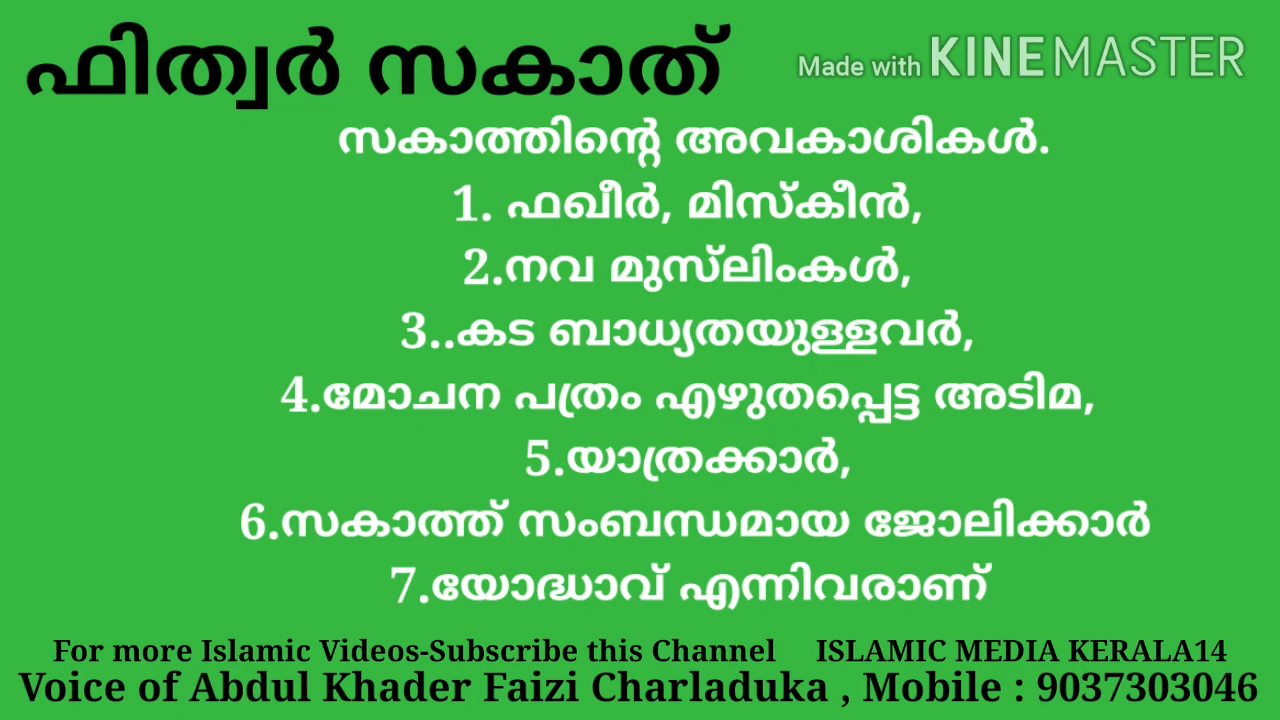 ഫിത്വർ സകാത്
Made with KINEMASTER
സകാത്തിന്റെ അവകാശികൾ.
1. ഫഖീർ, മിസ്കീൻ,
2.നവ മുസ്‌ലിംകൾ,
3..കട ബാധ്യതയുള്ളവർ,
4.മോചന പത്രം എഴുതപ്പെട്ട അടിമ,
5.യാത്രക്കാർ,
6.സകാത്ത് സംബന്ധമായ ജോലിക്കാർ
7.യോദ്ധാവ് എന്നിവരാണ്
For more Islamic Videos-Subscribe this Channel ISLAMIC MEDIA KERALA14
Voice of Abdul Khader Faizi Charladuka , Mobile : 9037303046